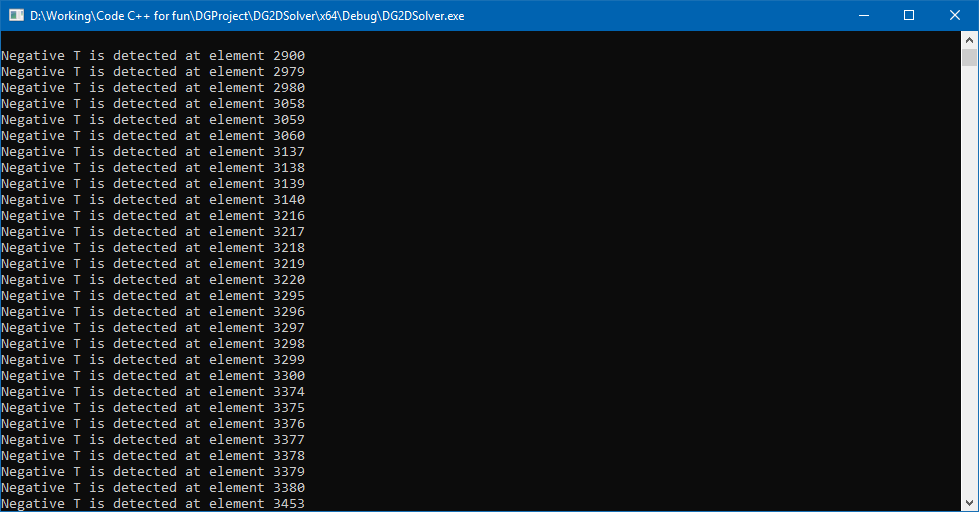 D:\Working\Code C++ for fun\DGProject\DG2DSolver\x64\Debug\DG2DSolver.exe
Negative T is detected at element 2900
Negative T is detected at element 2979
Negative T is detected at element 2980
Negative T is detected at element 3058
Negative T is detected at element 3059
Negative T is detected at element 3060
Negative T is detected at element 3137
Negative T is detected at element 3138
Negative T is detected at element 3139
Negative T is detected at element 3140
Negative T is detected at element 3216
Negative T is detected at element 3217
Negative T is detected at element 3218
Negative T is detected at element 3219
Negative T is detected at element 3220
Negative T is detected at element 3295
Negative T is detected at element 3296
Negative T is detected at element 3297
Negative T is detected at element 3298
Negative T is detected at element 3299
Negative T is detected at element 3300
Negative T is detected at element 3374
Negative T is detected at element 3375
Negative T is detected at element 3376
Negative T is detected at element 3377
Negative T is detected at element 3378
Negative T is detected at element 3379
Negative T is detected at element 3380
Negative T is detected at element 3453